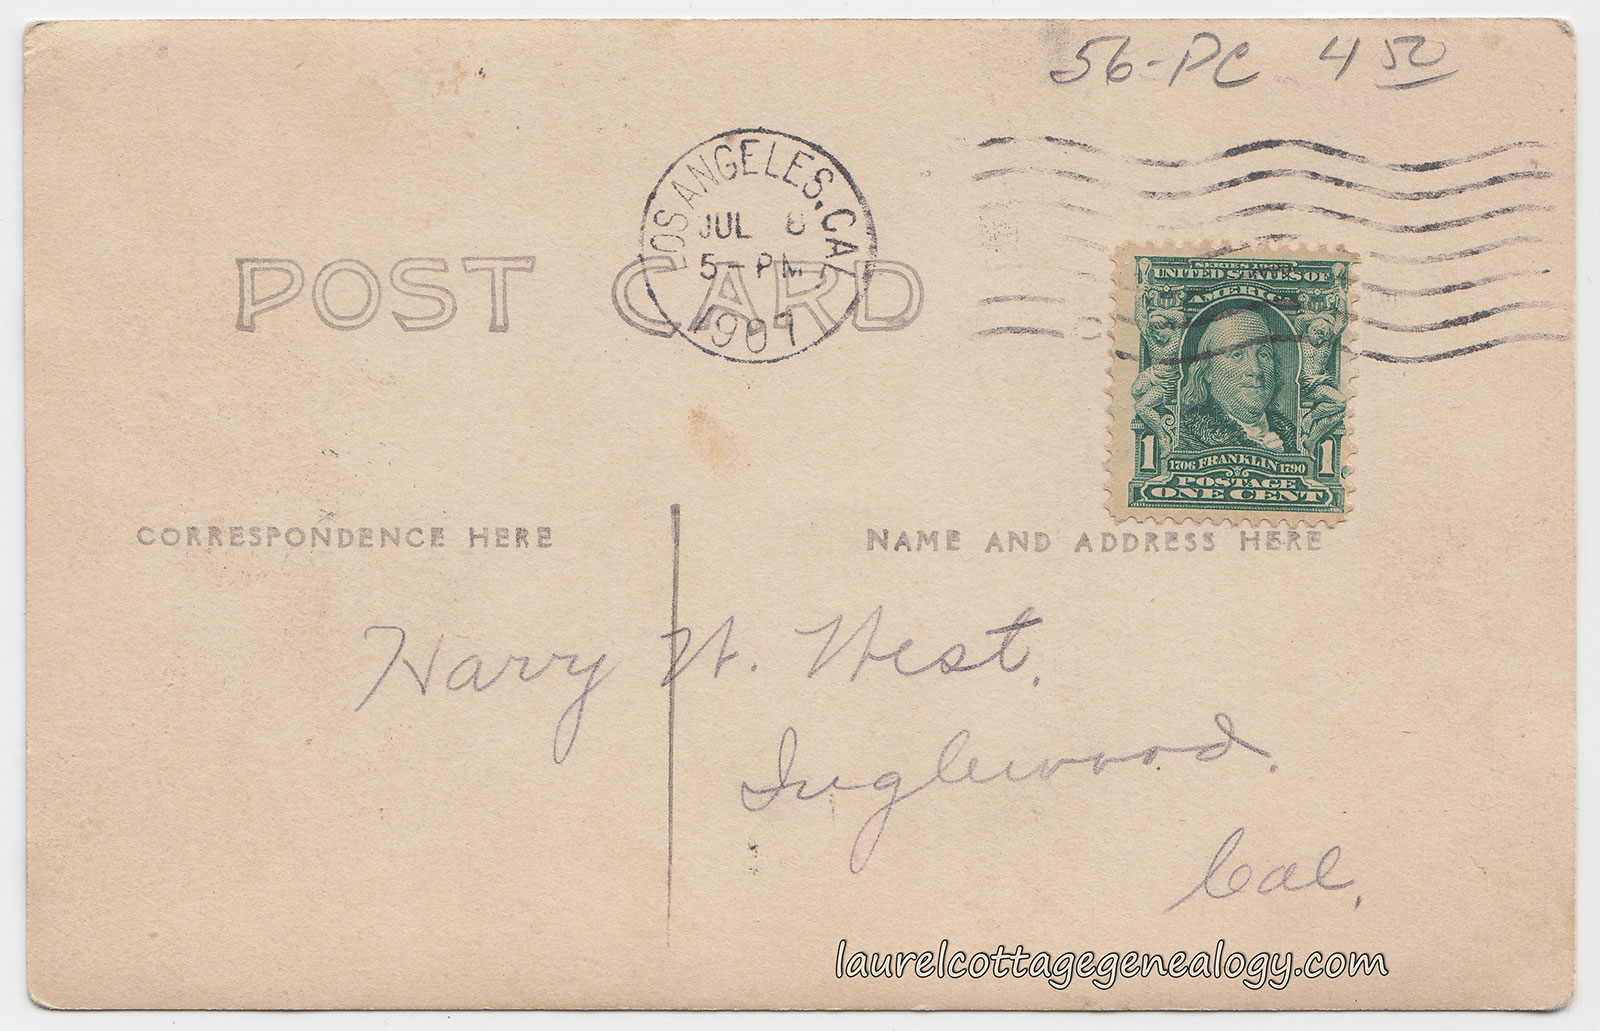 56-PC 4 50
LOS ANGELES, CAL
JUL 8
5-PM
1907
POST CARD
SERIES 1902
UNITED STATES OF
AMERICA
1 1
1706 FRANKLIN 1790
POSTAGE
ONE CENT
CORRESPONDENCE HERE
NAME AND ADDRESS HERE
Harry W. West.
Inglewood.
Cal.
laurelcottagegenealogy.com